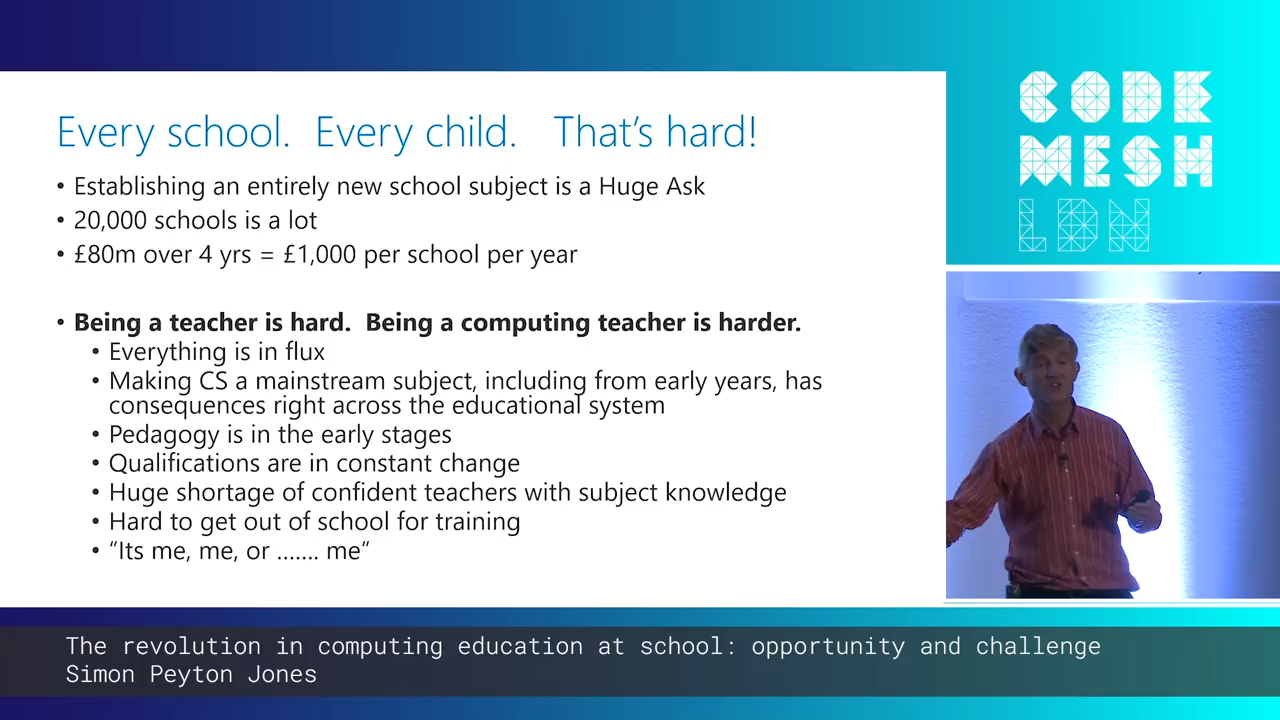 Every school. Every child. That's hard!
• Establishing an entirely new school subject is a Huge Ask
• 20,000 schools is a lot
• £80m over 4 yrs = £1,000 per school per year
• Being a teacher is hard. Being a computing teacher is harder.
• Everything is in flux
• Making CS a mainstream subject, including from early years, has
consequences right across the educational system
• Pedagogy is in the early stages
• Qualifications are in constant change
• Huge shortage of confident teachers with subject knowledge
• Hard to get out of school for training
• “Its me, me, or ....... me”
CODE
MESH
LDN
The revolution in computing education at school: opportunity and challenge
Simon Peyton Jones